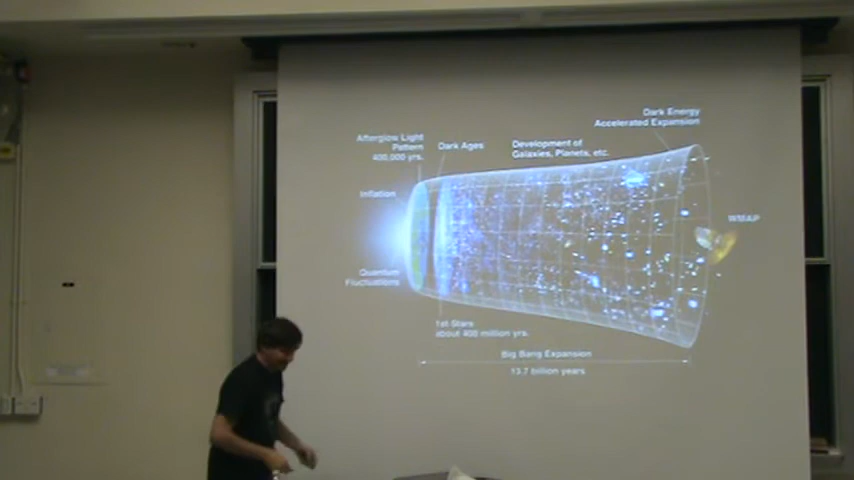 Dark Energy
Accelerated Expansion
Afterglow Light
Pattern
400,000 yrs.
Dark Ages
Development of
Galaxies, Planets, etc.
Inflation
WMAP
Quantum
Fluctuations
1st Stars
about 400 million yrs.
Big Bang Expansion
13.7 billion years